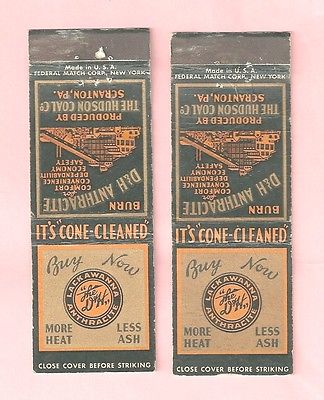 Made in U. S. A.
FEDERAL MATCH CORP., NEW YORK
BURN
D&H ANTHRACITE
for
COMFORT
CONVENIENCE
DEPENDABILITY
ECONOMY
SAFETY
PRODUCED BY
THE HUDSON COAL Co
SCRANTON, PA.
IT'S "CONE-CLEANED"
Buy Now
LACKAWANNA
"The
D&H"
ANTHRACITE
MORE LESS
HEAT ASH
CLOSE COVER BEFORE STRIKING
Made in U. S. A.
FEDERAL MATCH CORP., NEW YORK
BURN
D&H ANTHRACITE
for
COMFORT
CONVENIENCE
DEPENDABILITY
ECONOMY
SAFETY
PRODUCED BY
THE HUDSON COAL Co
SCRANTON, PA.
IT'S "CONE-CLEANED"
Buy Now
LACKAWANNA
"The
D&H"
ANTHRACITE
MORE LESS
HEAT ASH
CLOSE COVER BEFORE STRIKING